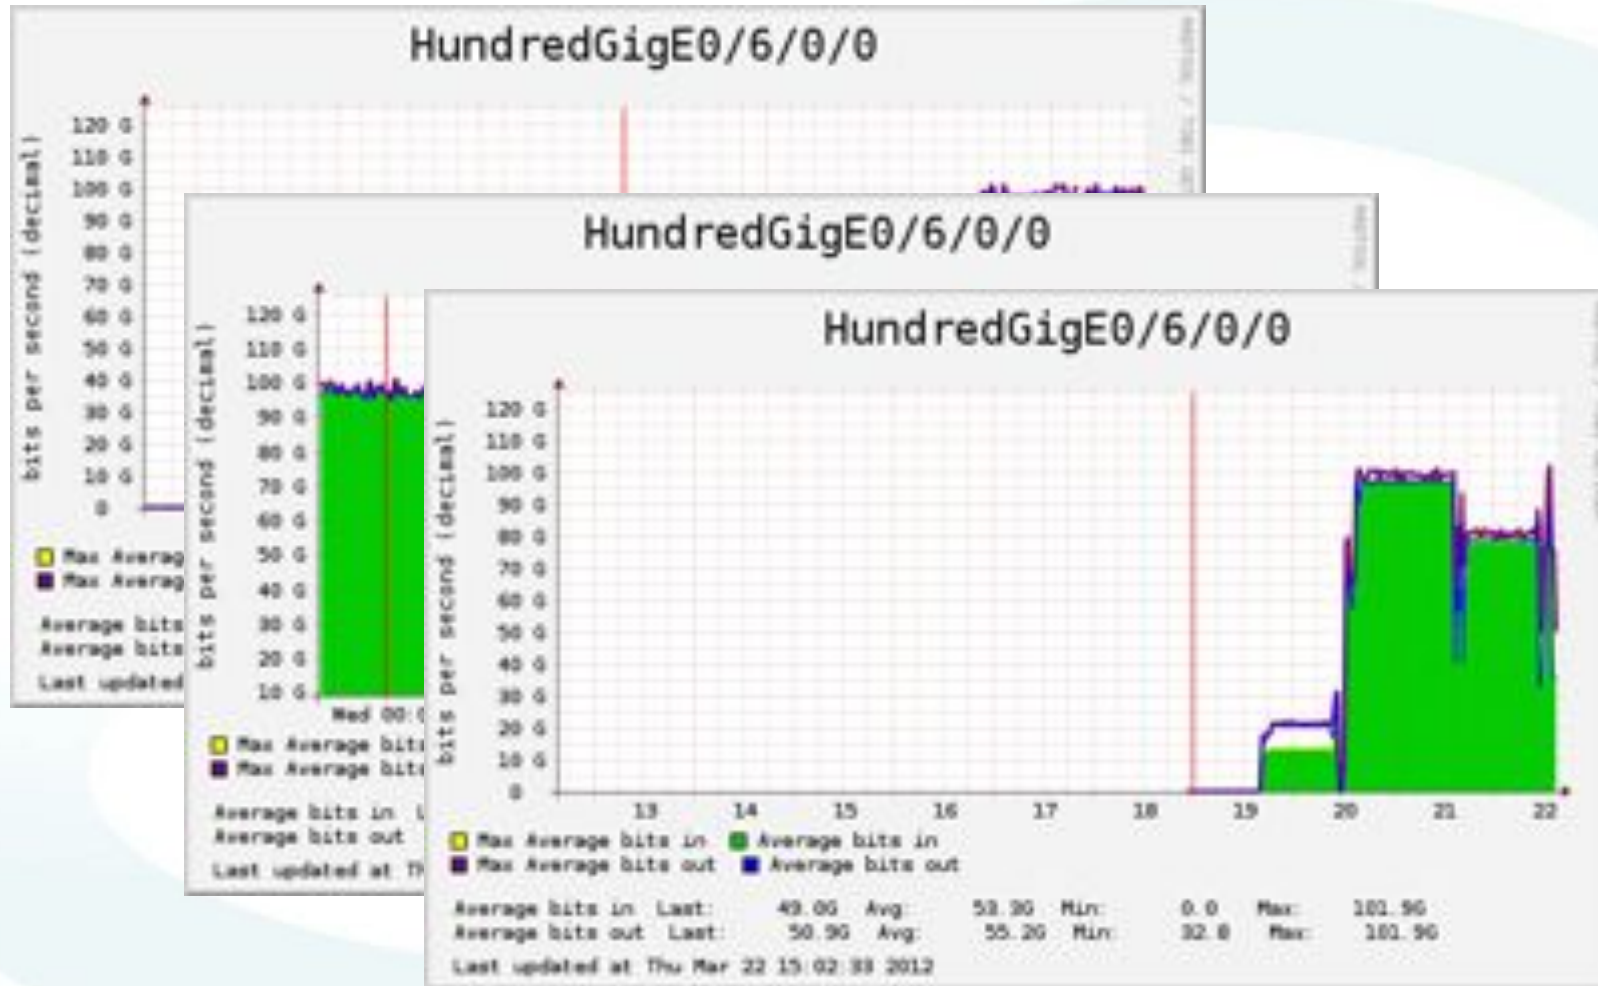 HundredGigE0/6/0/0
bits per second (decimal)
120 G
110 G
100 G
90 G
80 G
70 G
60 G
50 G
40 G
30 G
20 G
10 G
0
Max Averag
Max Averag
Average bits
Average bits
Last updated
HundredGigE0/6/0/0
bits per second (decimal)
120 G
110 G
100 G
90 G
80 G
70 G
60 G
50 G
40 G
30 G
20 G
10 G
Wed 00:0
Max Average bits
Max Average bits
Average bits in L
Average bits out
Last updated at Th
HundredGigE0/6/0/0
bits per second (decimal)
120 G
110 G
100 G
90 G
80 G
70 G
60 G
50 G
40 G
30 G
20 G
10 G
0
13 14 15 16 17 18 19 20 21 22
Max Average bits in Average bits in
Max Average bits out Average bits out
Average bits in Last: 49.0G Avg: 53.3G Min: 0.0 Max: 101.9G
Average bits out Last: 50.9G Avg: 55.2G Min: 32.8 Max: 101.9G
Last updated at Thu Mar 22 15:02:33 2012